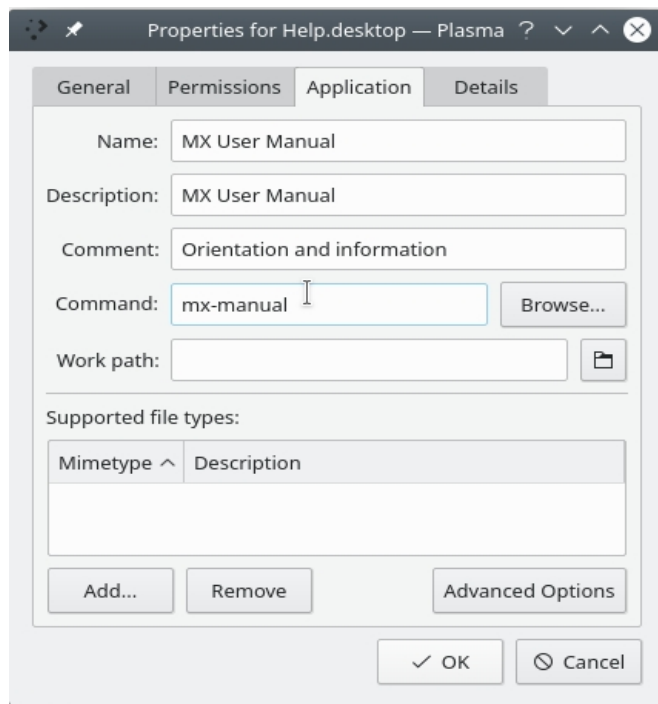 Properties for Help.desktop — Plasma ?
General Permissions Application Details
Name: MX User Manual
Description: MX User Manual
Comment: Orientation and information
Command: mx-manual Browse...
Work path:
Supported file types:
Mimetype Description
Add... Remove Advanced Options
OK Cancel